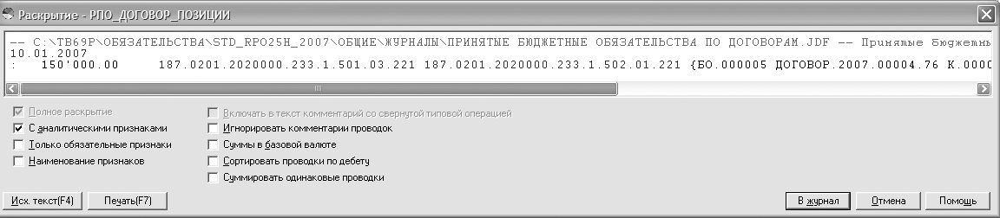 Раскрытие - РПО_ДОГОВОР_ПОЗИЦИИ
-- C:\TB69P\ОБЯЗАТЕЛЬСТВА\STD_RPO25H_2007\ОБЩИЕ\ЖУРНАЛЫ\ПРИНЯТЫЕ БЮДЖЕТНЫЕ ОБЯЗАТЕЛЬСТВА ПО ДОГОВОРАМ.JDF -- Принятые бюджетны
10.01.2007
: 150'000.00 187.0201.2020000.233.1.501.03.221 187.0201.2020000.233.1.502.01.221 {БО.000005 ДОГОВОР.2007.00004.76 К.0000
Полное раскрытие
С аналитическими признаками
Только обязательные признаки
Наименование признаков
Включать в текст комментарий со свернутой типовой операцией
Игнорировать комментарии проводок
Суммы в базовой валюте
Сортировать проводки по дебету
Суммировать одинаковые проводки
Исх. текст(F4) Печать(F7) В журнал Отмена Помощь